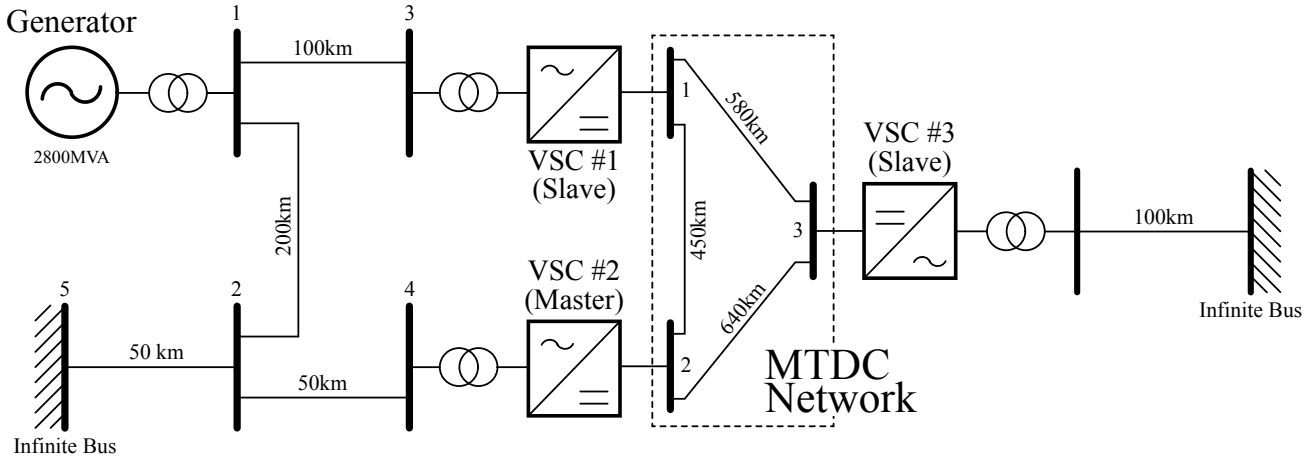 Generator
2800MVA
1
100km
3
VSC #1
(Slave)
1
580km
450km
200km
VSC #3
(Slave)
3
100km
Infinite Bus
5
50 km
Infinite Bus
2
50km
4
VSC #2
(Master)
2
640km
MTDC
Network